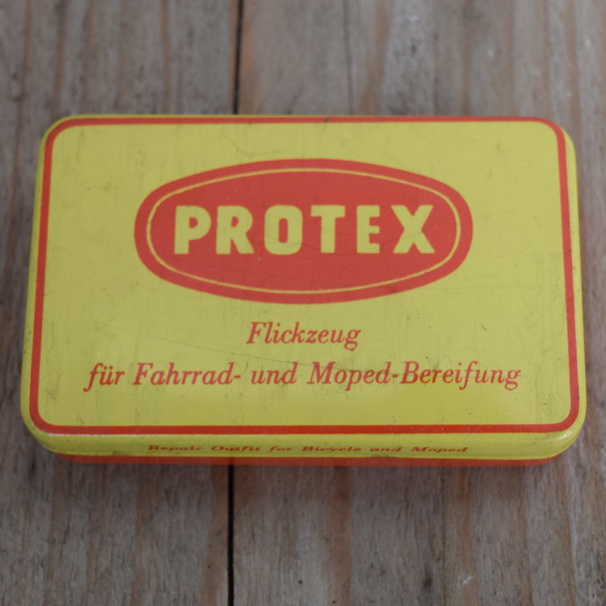 PROTEX
Flickzeug
für Fahrrad- und Moped-Bereifung
Repair Outfit for Bicycle and Moped